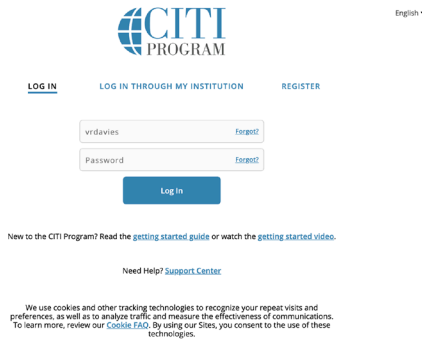 CITI
PROGRAM
English
LOG IN
LOG IN THROUGH MY INSTITUTION
REGISTER
vrdavies Forgot?
Password Forgot?
Log In
New to the CITI Program? Read the getting started guide or watch the getting started video.
Need Help? Support Center
We use cookies and other tracking technologies to recognize your repeat visits and
preferences, as well as to analyze traffic and measure the effectiveness of communications.
To learn more, review our Cookie FAQ. By using our Sites, you consent to the use of these
technologies.